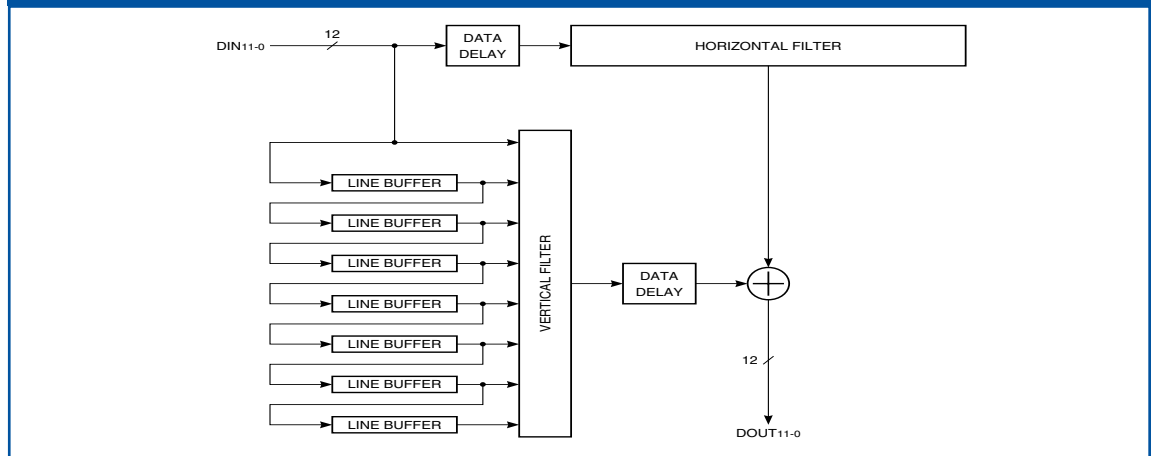 DIN11-0
12
DATA
DELAY
HORIZONTAL FILTER
LINE BUFFER
LINE BUFFER
LINE BUFFER
LINE BUFFER
LINE BUFFER
LINE BUFFER
LINE BUFFER
VERTICAL FILTER
DATA
DELAY
12
DOUT11-0